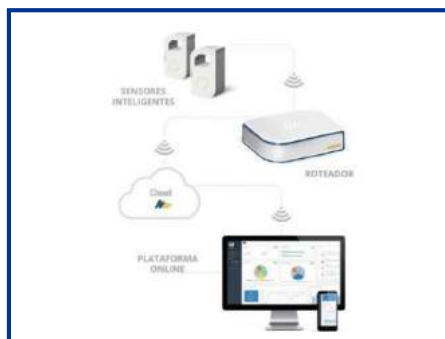 SENSORES
INTELIGENTES
ROTEADOR
Cloud
PLATAFORMA
ONLINE